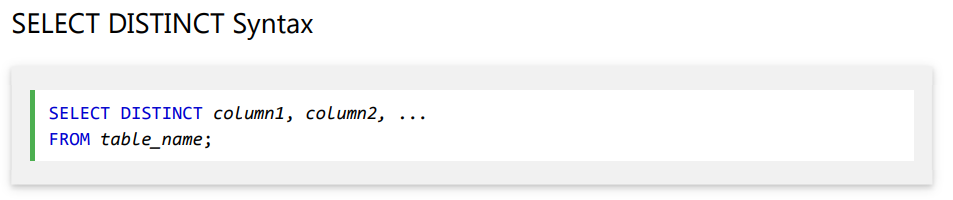 SELECT DISTINCT Syntax
SELECT DISTINCT column1, column2, ...
FROM table_name;